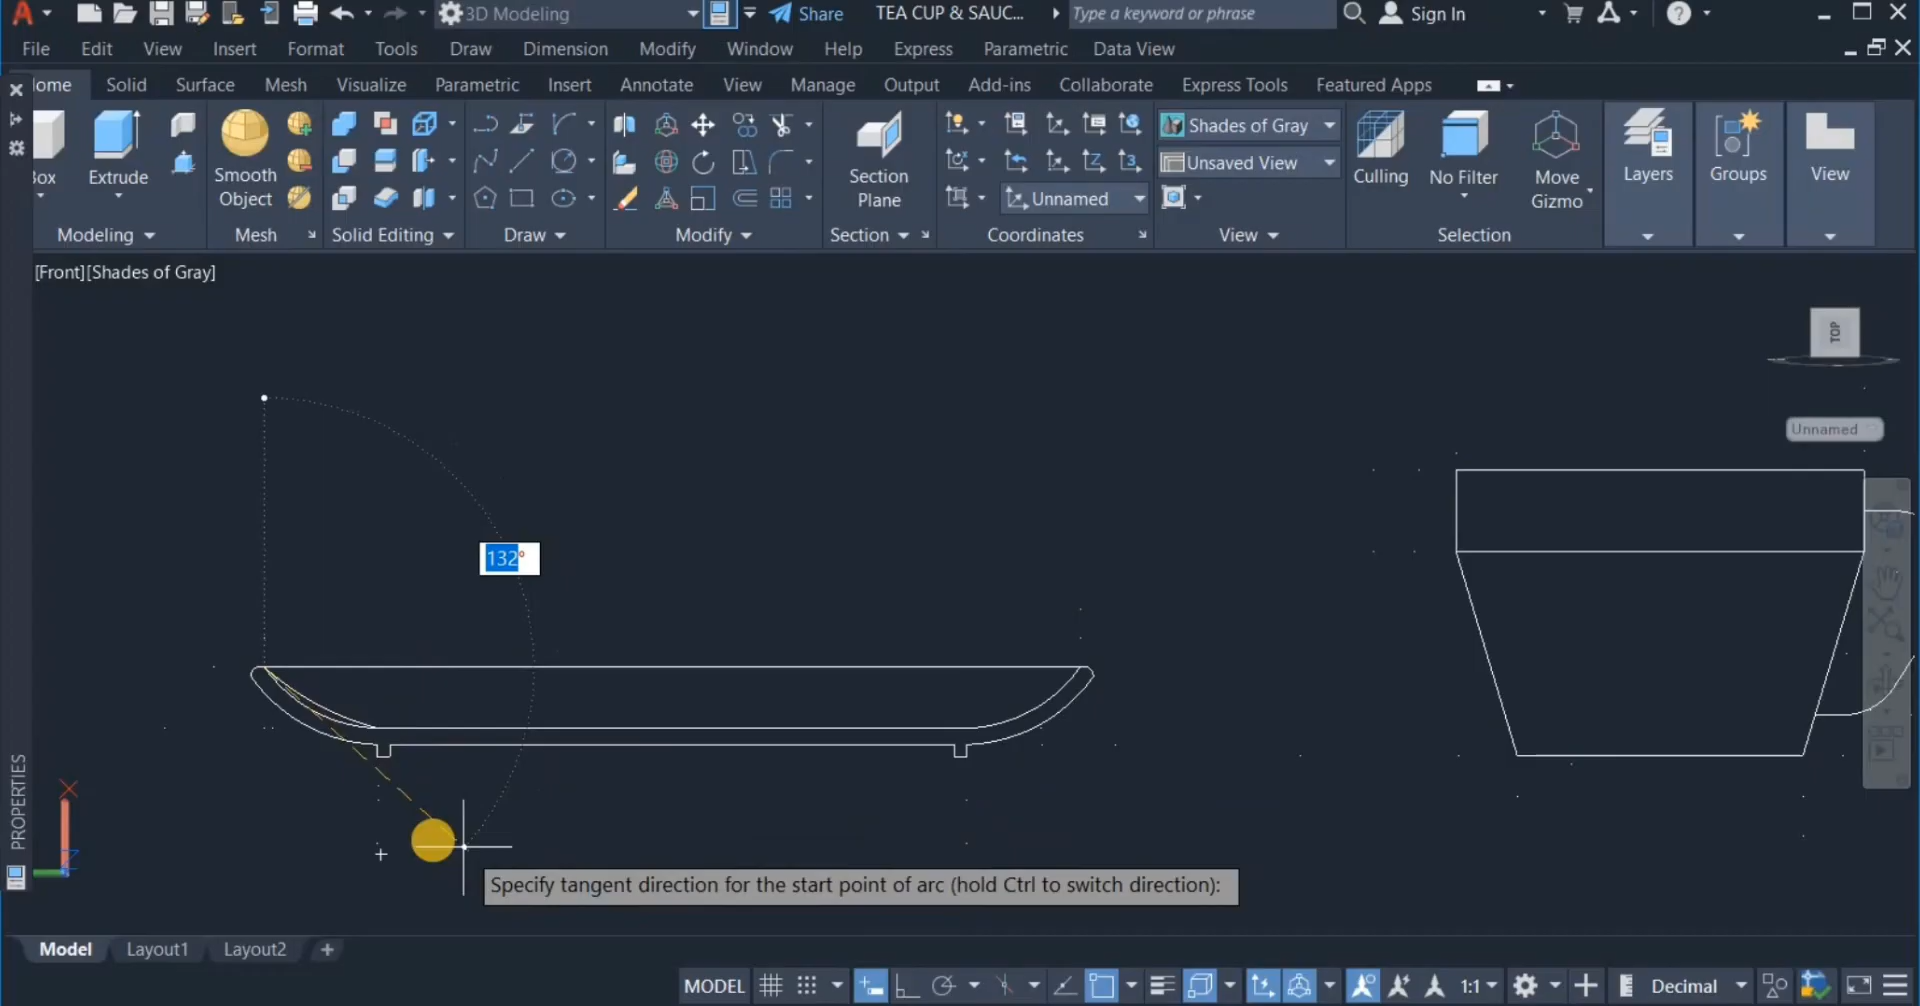 3D Modeling
Share
TEA CUP & SAUC...
Type a keyword or phrase
Sign In
File Edit View Insert Format Tools Draw Dimension Modify Window Help Express Parametric Data View
ome Solid Surface Mesh Visualize Parametric Insert Annotate View Manage Output Add-ins Collaborate Express Tools Featured Apps
ox
Extrude
Smooth
Object
Section
Plane
Shades of Gray
Unsaved View
Unnamed
Culling
No Filter
Move
Gizmo
Layers
Groups
View
Modeling
Mesh
Solid Editing
Draw
Modify
Section
Coordinates
View
Selection
[Front][Shades of Gray]
TOP
Unnamed
132°
PROPERTIES
Specify tangent direction for the start point of arc (hold Ctrl to switch direction):
Model Layout1 Layout2 +
MODEL
1:1
Decimal